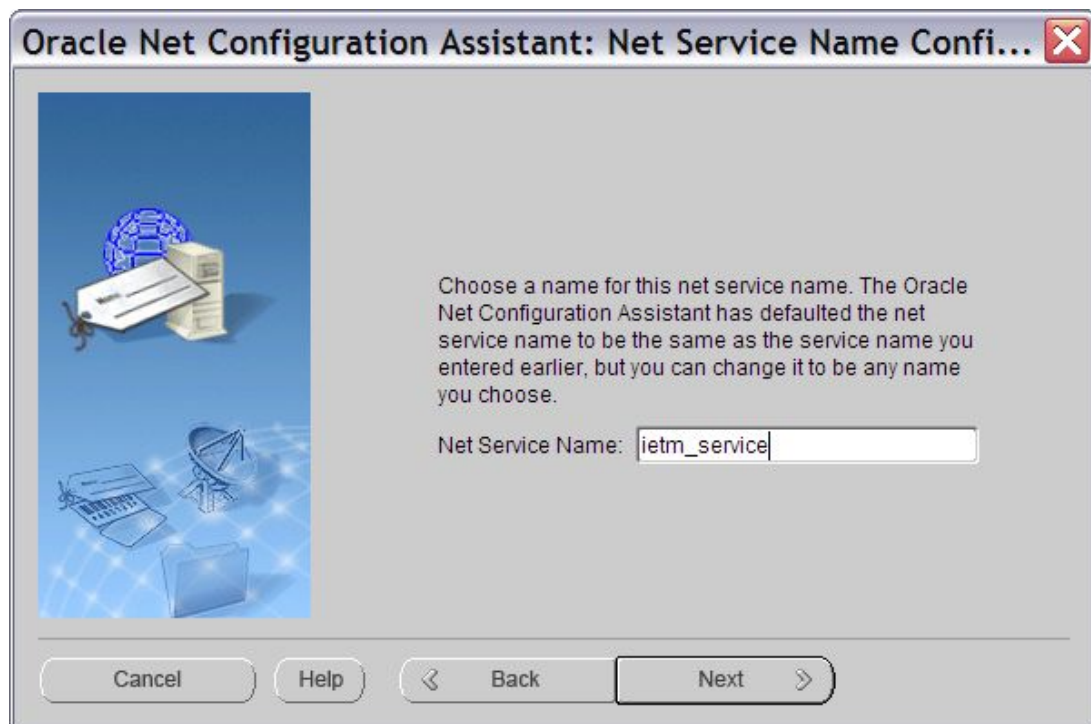 Oracle Net Configuration Assistant: Net Service Name Confi...
Choose a name for this net service name. The Oracle
Net Configuration Assistant has defaulted the net
service name to be the same as the service name you
entered earlier, but you can change it to be any name
you choose.
Net Service Name: ietm_service
Cancel Help Back Next